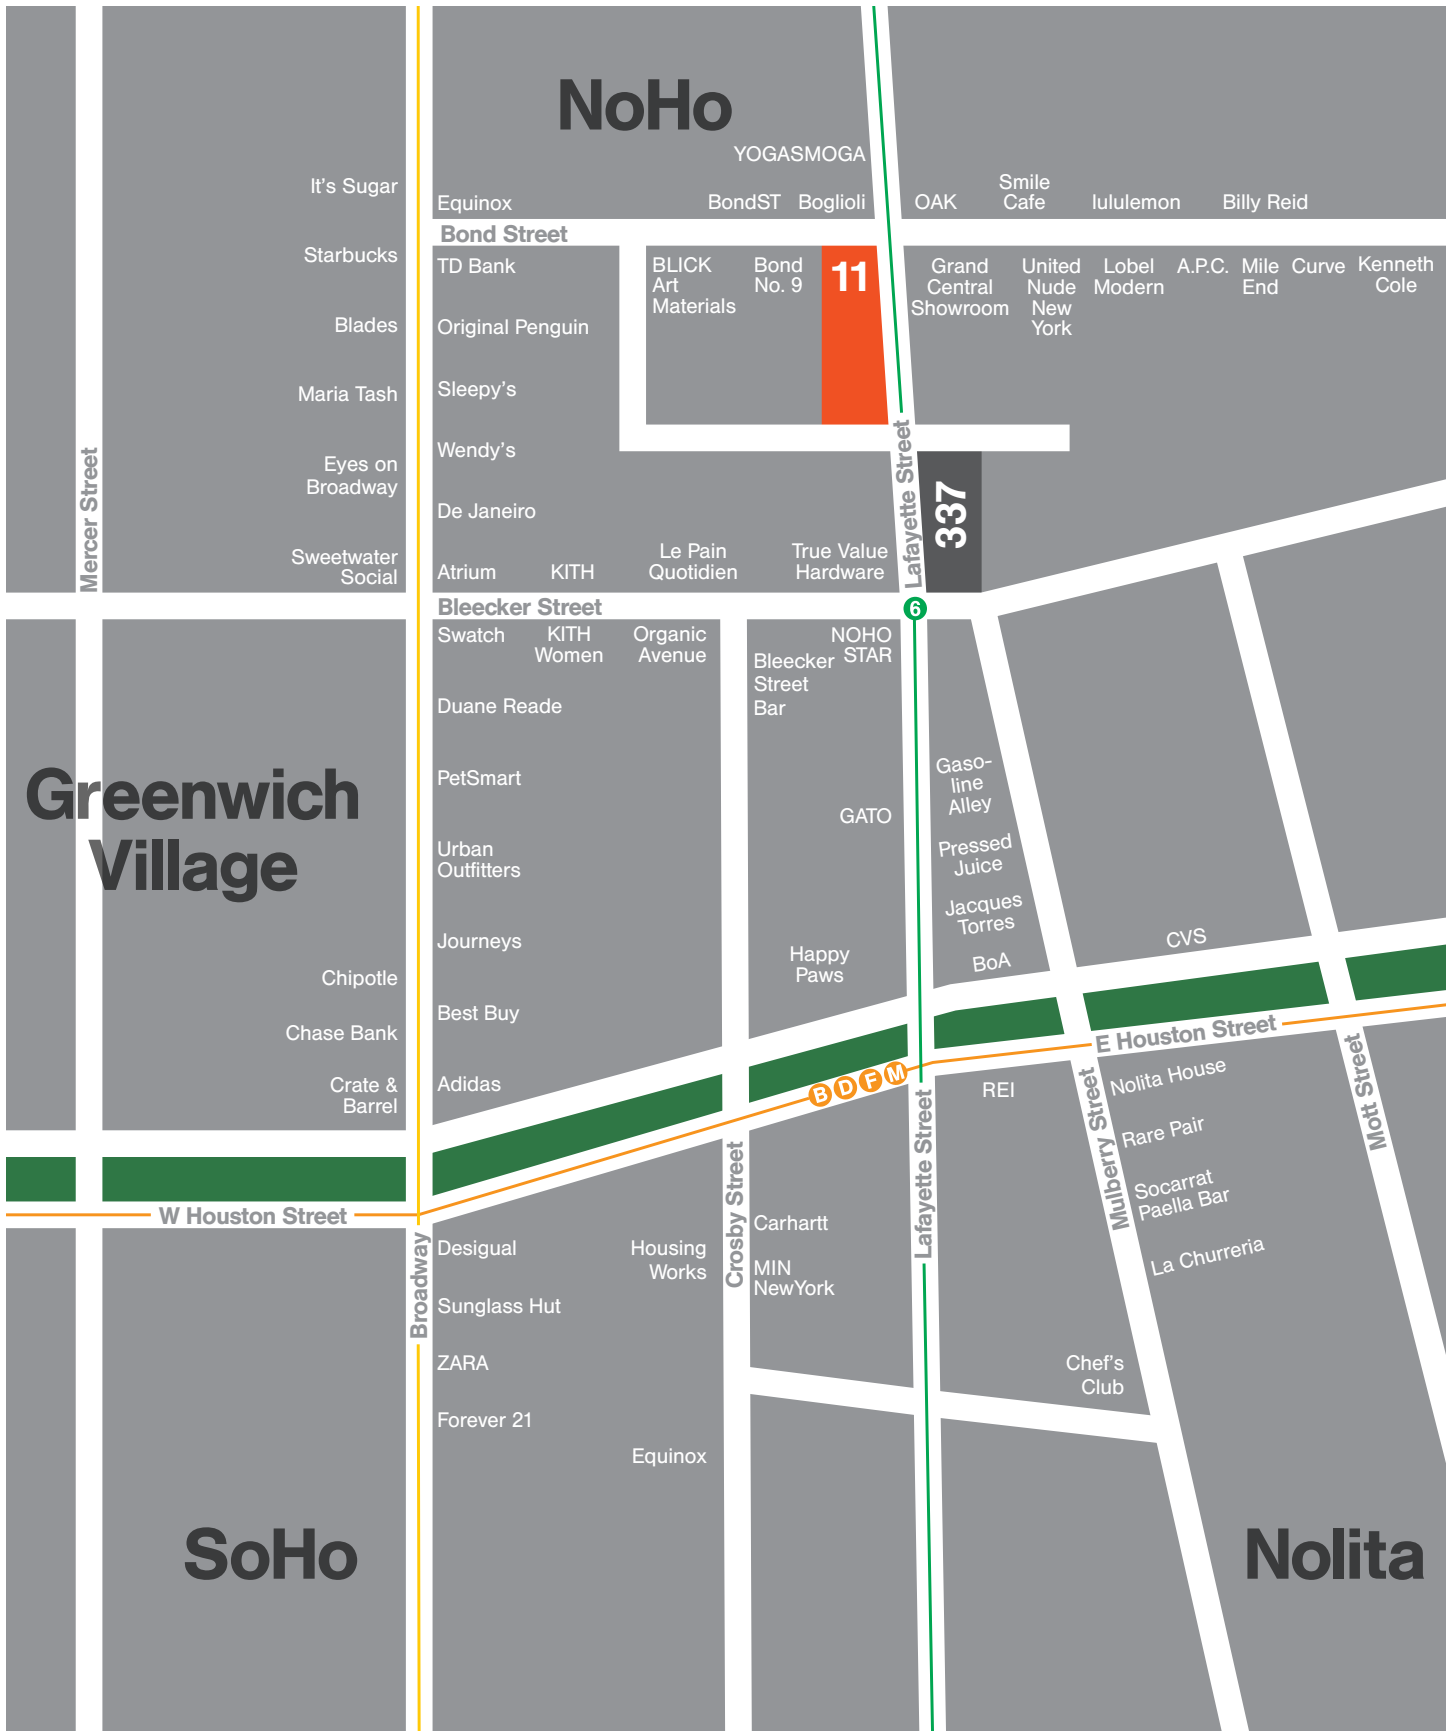 NoHo
YOGASMOGA
It's Sugar
Equinox
BondST
Boglioli
OAK
Smile
Cafe
lululemon
Billy Reid
Bond Street
Starbucks
TD Bank
BLICK
Art
Materials
Bond
No. 9
11
Grand
Central
Showroom
United
Nude
New
York
Lobel
Modern
A.P.C.
Mile
End
Curve
Kenneth
Cole
Blades
Original Penguin
Maria Tash
Sleepy's
Mercer Street
Eyes on
Broadway
Wendy's
Lafayette Street
337
De Janeiro
Sweetwater
Social
Atrium
KITH
Le Pain
Quotidien
True Value
Hardware
Bleecker Street
6
Swatch
KITH
Women
Organic
Avenue
Bleecker
Street
Bar
NOHO
STAR
Duane Reade
Greenwich
Village
PetSmart
Gaso-
line
Alley
GATO
Urban
Outfitters
Pressed
Juice
Jacques
Torres
Journeys
Happy
Paws
BoA
CVS
Chipotle
Best Buy
Chase Bank
E Houston Street
Crate &
Barrel
Adidas
B
D
F
M
REI
Nolita House
Mott Street
Mulberry Street
Rare Pair
Socarrat
Paella Bar
La Churreria
W Houston Street
Broadway
Desigual
Housing
Works
Crosby Street
Carhartt
MIN
NewYork
Lafayette Street
Sunglass Hut
ZARA
Chef's
Club
Forever 21
Equinox
SoHo
Nolita